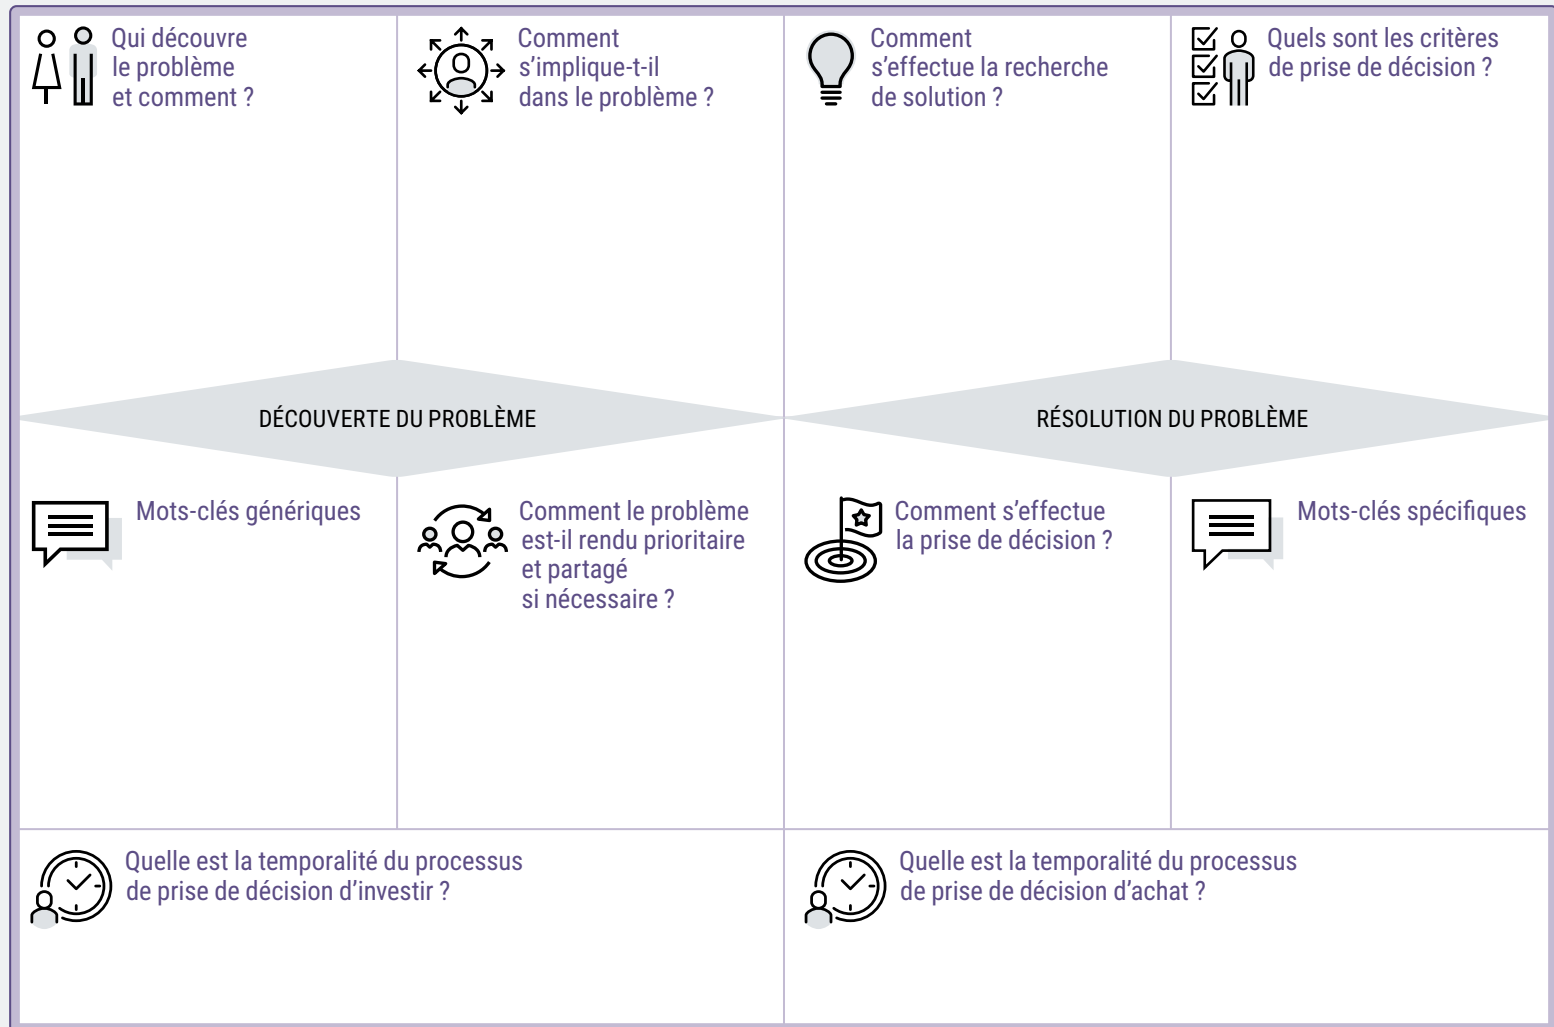 Qui découvre
le problème
et comment ?
Comment
s’implique-t-il
dans le problème ?
Comment
s’effectue la recherche
de solution ?
Quels sont les critères
de prise de décision ?
DÉCOUVERTE DU PROBLÈME
RÉSOLUTION DU PROBLÈME
Mots-clés génériques
Comment le problème
est-il rendu prioritaire
et partagé
si nécessaire ?
Comment s’effectue
la prise de décision ?
Mots-clés spécifiques
Quelle est la temporalité du processus
de prise de décision d’investir ?
Quelle est la temporalité du processus
de prise de décision d’achat ?